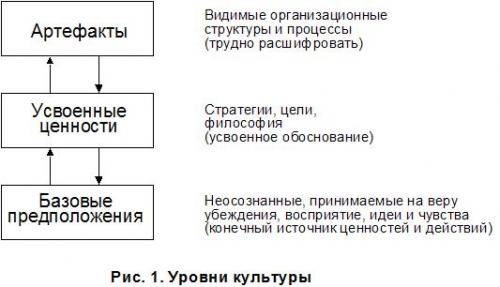 Артефакты
Видимые организационные
структуры и процессы
(трудно расшифровать)
Усвоенные
ценности
Стратегии, цели,
философия
(усвоенное обоснование)
Базовые
предположения
Неосознанные, принимаемые на веру
убеждения, восприятие, идеи и чувства
(конечный источник ценностей и действий)
Рис. 1. Уровни культуры